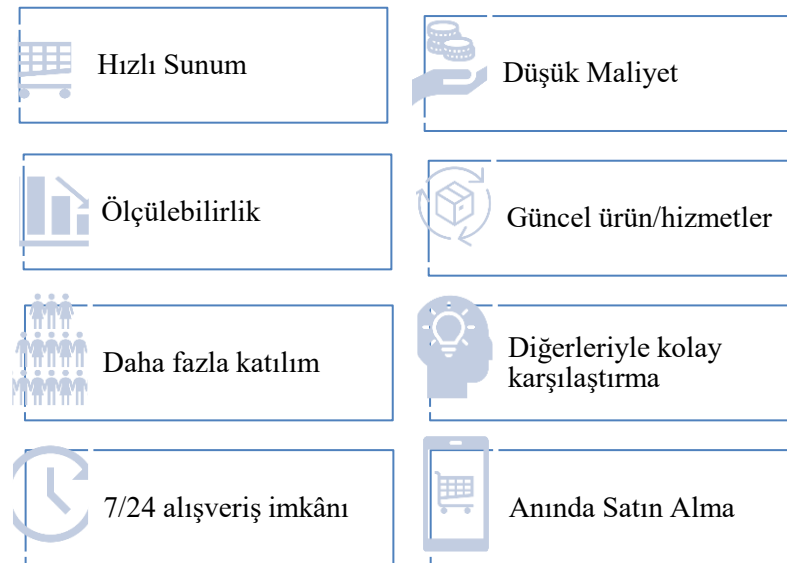 Hızlı Sunum
Düşük Maliyet
Ölçülebilirlik
Güncel ürün/hizmetler
Daha fazla katılım
Diğerleriyle kolay
karşılaştırma
7/24 alışveriş imkânı
Anında Satın Alma